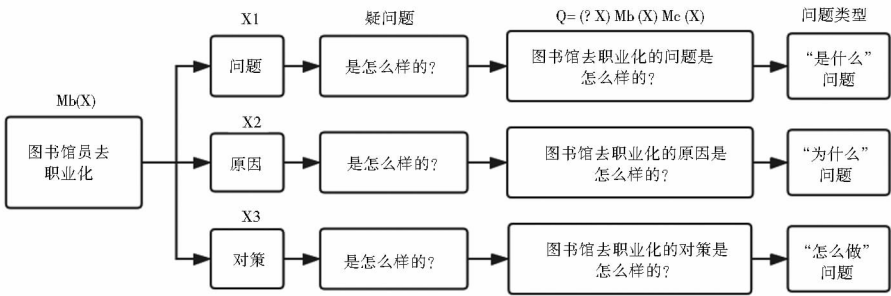 X1
疑问题
Q= (? X) Mb (X) Mc (X)
问题类型
问题
是怎么样的？
图书馆去职业化的问题是
怎么样的？
“是什么”
问题
Mb(X)
图书馆员去
职业化
X2
原因
是怎么样的？
图书馆去职业化的原因是
怎么样的？
“为什么”
问题
X3
对策
是怎么样的？
图书馆去职业化的对策是
怎么样的？
“怎么做”
问题